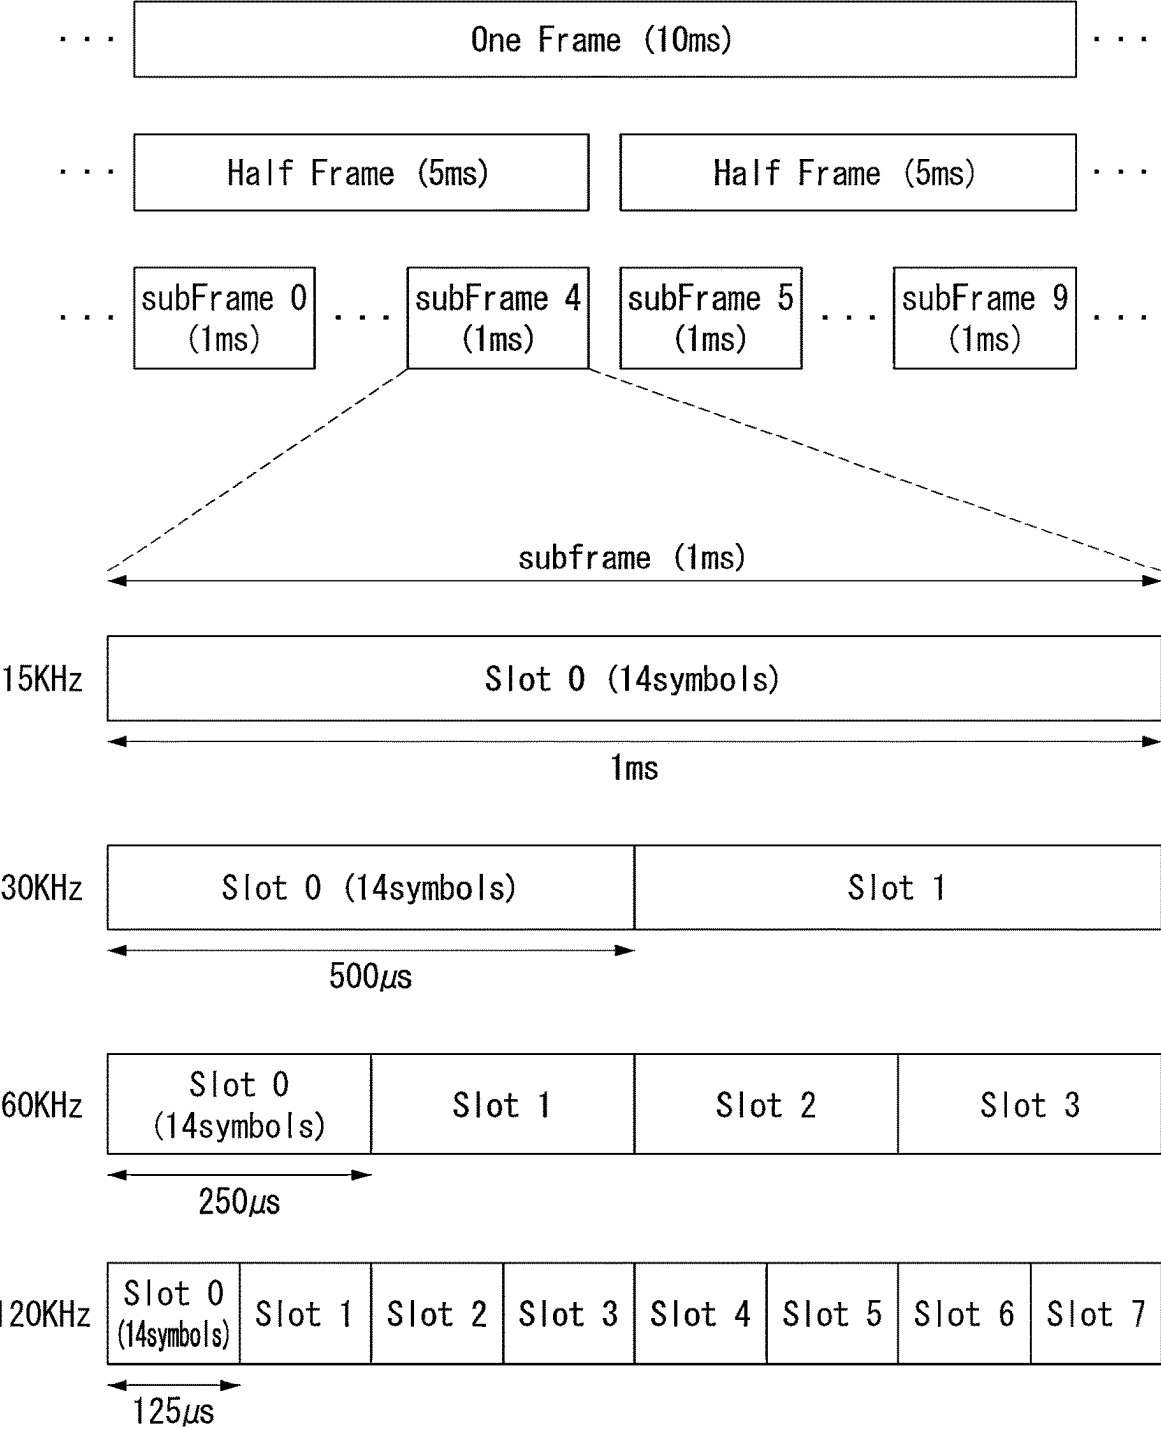 ... One Frame (10ms) ...
... Half Frame (5ms) Half Frame (5ms) ...
... subFrame 0 ... subFrame 4 subFrame 5 ... subFrame 9 ...
(1ms) (1ms) (1ms) (1ms)
subframe (1ms)
15KHz Slot 0 (14symbols)
1ms
30KHz Slot 0 (14symbols) Slot 1
500μs
60KHz Slot 0 Slot 1 Slot 2 Slot 3
(14symbols)
250μs
120KHz Slot 0 Slot 1 Slot 2 Slot 3 Slot 4 Slot 5 Slot 6 Slot 7
(14symbols)
125μs